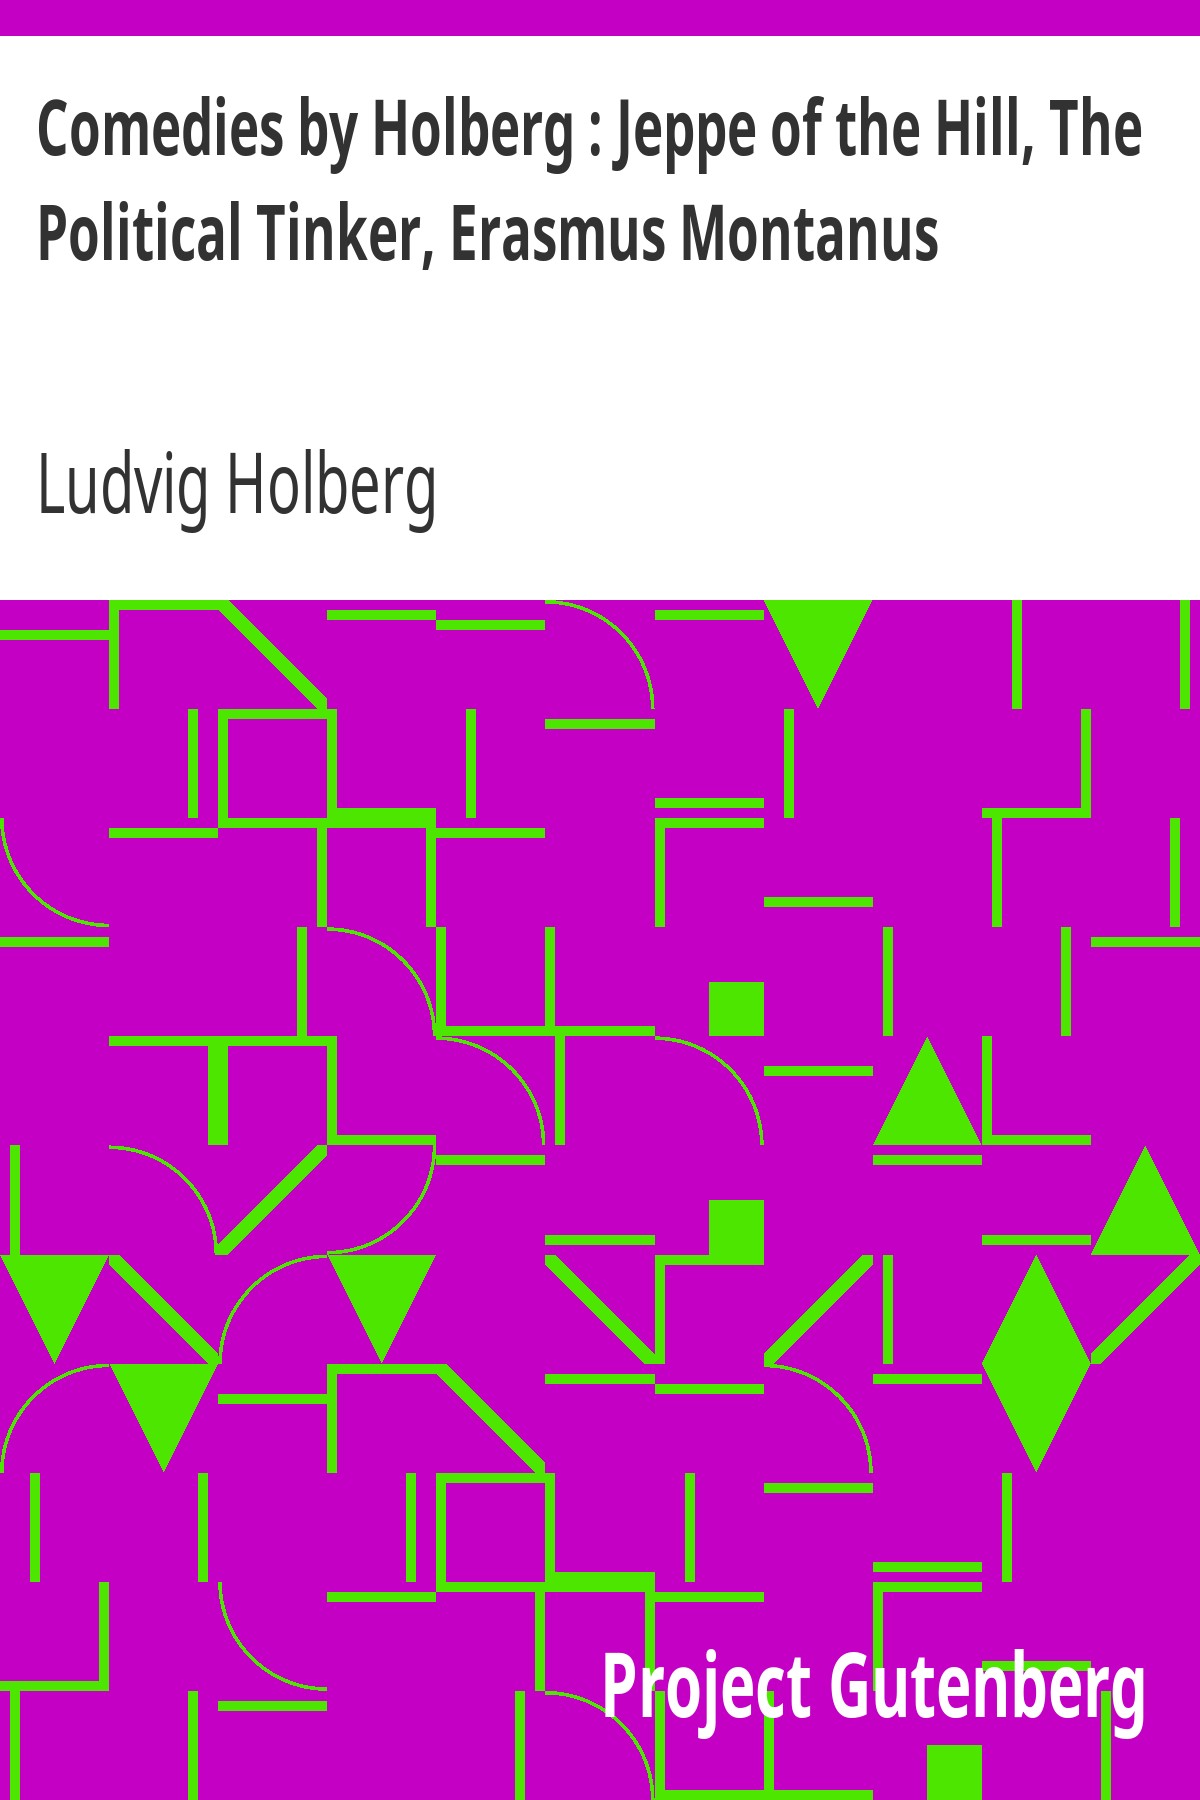 Comedies by Holberg : Jeppe of the Hill, The
Political Tinker, Erasmus Montanus
Ludvig Holberg
Project Gutenberg